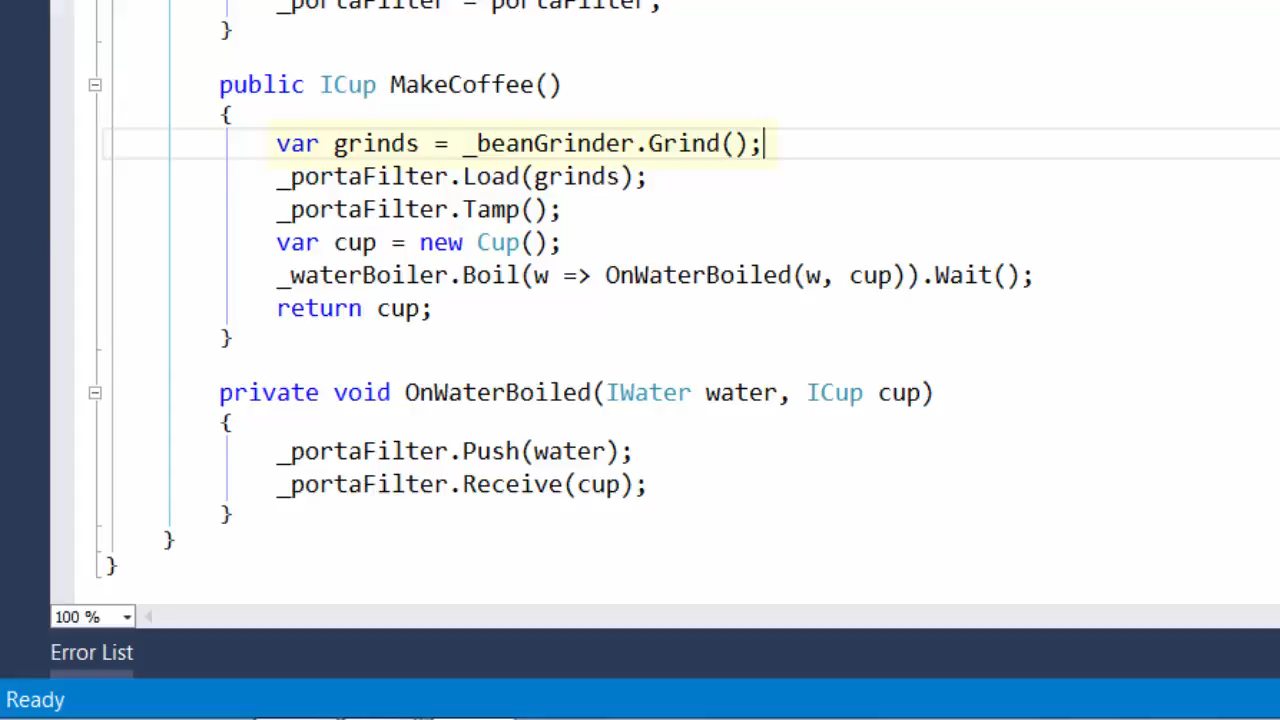 _portaFilter = portaFilter;
}
public ICup MakeCoffee()
{
var grinds = _beanGrinder.Grind();
_portaFilter.Load(grinds);
_portaFilter.Tamp();
var cup = new Cup();
_waterBoiler.Boil(w => OnWaterBoiled(w, cup)).Wait();
return cup;
}
private void OnWaterBoiled(IWater water, ICup cup)
{
_portaFilter.Push(water);
_portaFilter.Receive(cup);
}
}
}
100 %
Error List
Ready